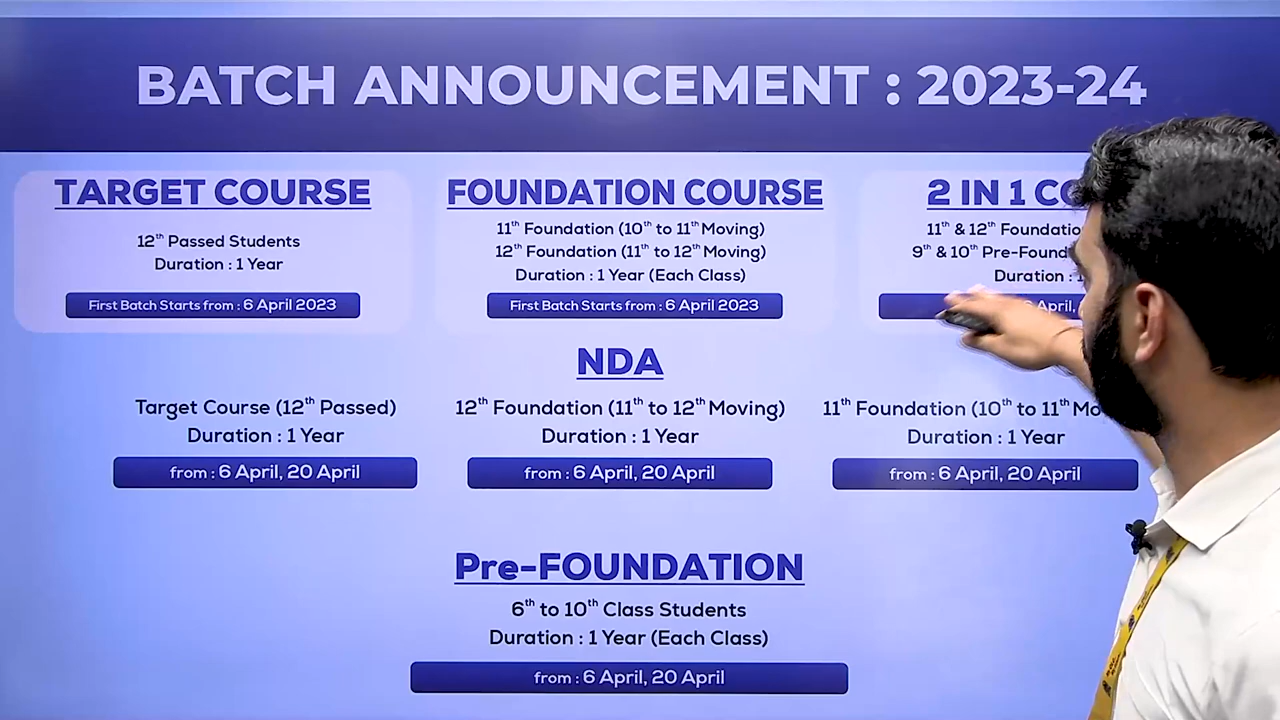 BATCH ANNOUNCEMENT : 2023-24
TARGET COURSE
12th Passed Students
Duration : 1 Year
First Batch Starts from : 6 April 2023
FOUNDATION COURSE
11th Foundation (10th to 11th Moving)
12th Foundation (11th to 12th Moving)
Duration : 1 Year (Each Class)
First Batch Starts from : 6 April 2023
2 IN 1
11th & 12th
9th & 10th
Duration :
April,
NDA
Target Course (12th Passed)
Duration : 1 Year
from : 6 April, 20 April
12th Foundation (11th to 12th Moving)
Duration : 1 Year
from : 6 April, 20 April
11th Foundation (10th to 11th
Duration : 1 Year
from : 6 April, 20 April
Pre-FOUNDATION
6th to 10th Class Students
Duration : 1 Year (Each Class)
from : 6 April, 20 April